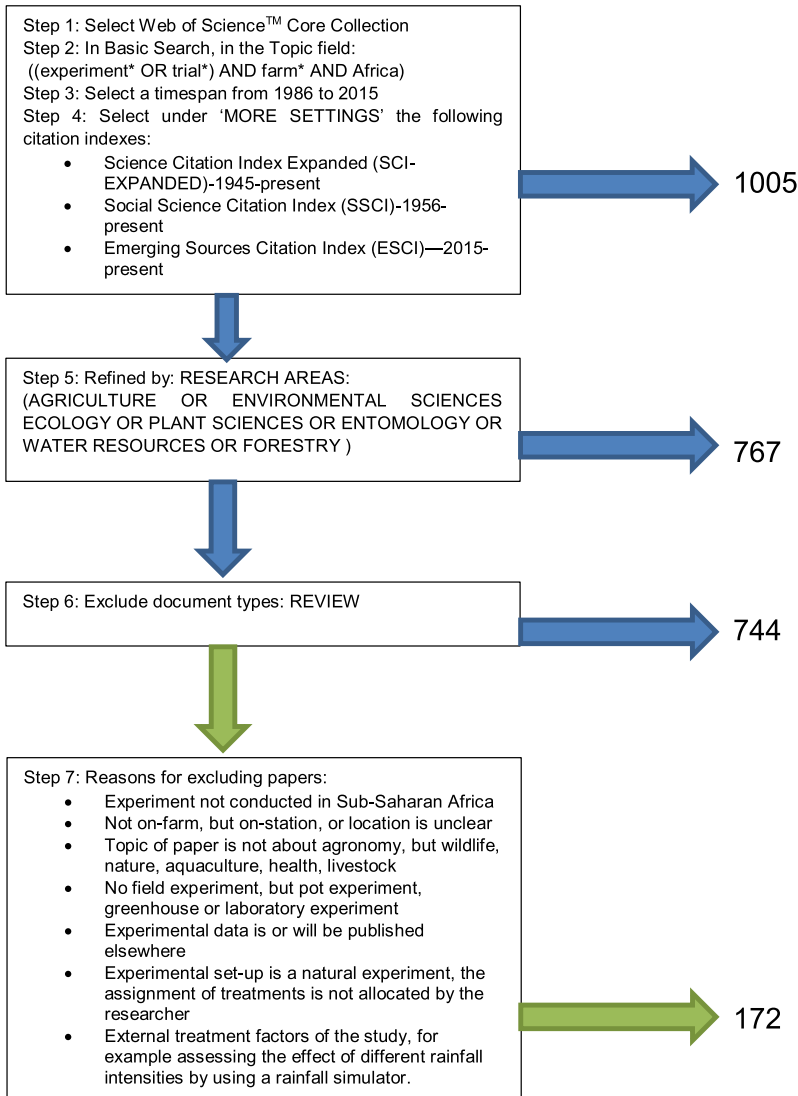 Step 1: Select Web of Science™ Core Collection
Step 2: In Basic Search, in the Topic field:
((experiment* OR trial*) AND farm* AND Africa)
Step 3: Select a timespan from 1986 to 2015
Step 4: Select under ‘MORE SETTINGS’ the following
citation indexes:
• Science Citation Index Expanded (SCI-
EXPANDED)-1945-present
• Social Science Citation Index (SSCI)-1956-
present
• Emerging Sources Citation Index (ESCI)—2015-
present
1005
Step 5: Refined by: RESEARCH AREAS:
(AGRICULTURE OR ENVIRONMENTAL SCIENCES
ECOLOGY OR PLANT SCIENCES OR ENTOMOLOGY OR
WATER RESOURCES OR FORESTRY )
767
Step 6: Exclude document types: REVIEW
744
Step 7: Reasons for excluding papers:
• Experiment not conducted in Sub-Saharan Africa
• Not on-farm, but on-station, or location is unclear
• Topic of paper is not about agronomy, but wildlife,
nature, aquaculture, health, livestock
• No field experiment, but pot experiment,
greenhouse or laboratory experiment
• Experimental data is or will be published
elsewhere
• Experimental set-up is a natural experiment, the
assignment of treatments is not allocated by the
researcher
• External treatment factors of the study, for
example assessing the effect of different rainfall
intensities by using a rainfall simulator.
172